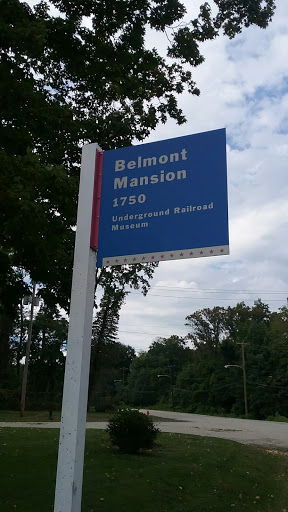 Belmont
Mansion
1750
Underground Railroad
Museum